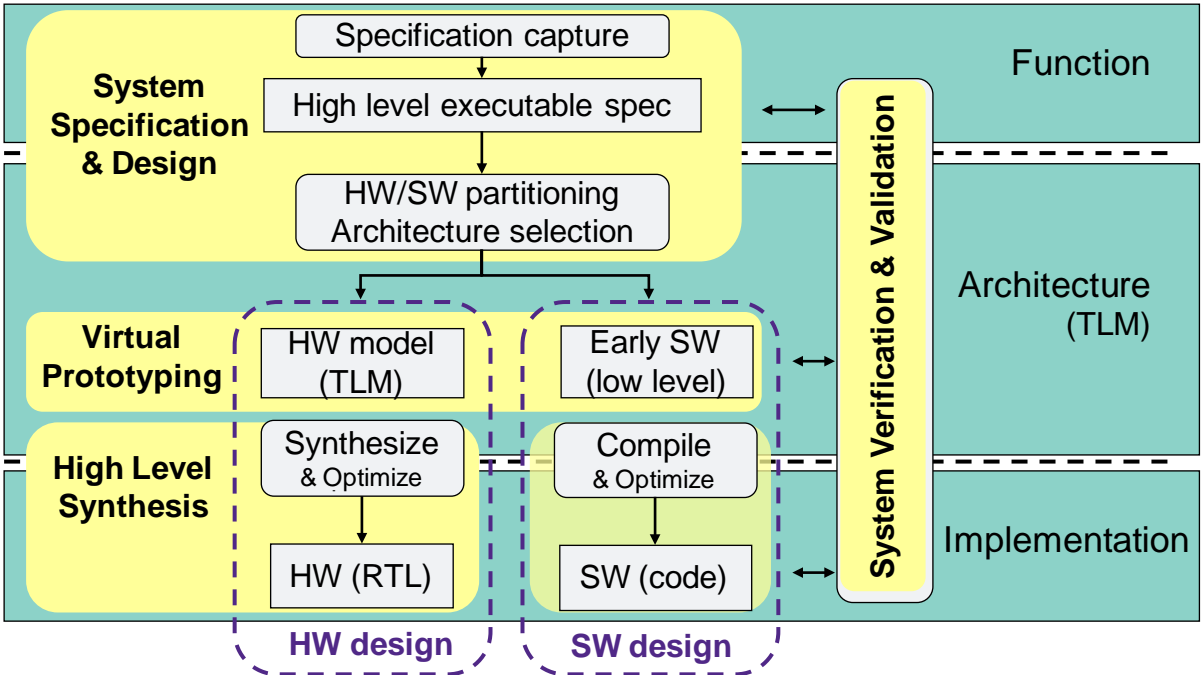 Specification capture
Function
System
Specification
& Design
High level executable spec
HW/SW partitioning
Architecture selection
System Verification & Validation
Architecture
(TLM)
Virtual
Prototyping
HW model
(TLM)
Early SW
(low level)
High Level
Synthesis
Synthesize
& Optimize
Compile
& Optimize
Implementation
HW (RTL)
SW (code)
HW design
SW design